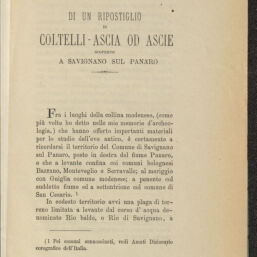 DI UN RIPOSTIGLIO
DI
COLTELLI-ASCIA OD ASCIE
SCOPERTO
A SAVIGNANO SUL PANARO
Fra i luoghi della collina modenese, (come
più volte ho detto nelle mie memorie d'archeo-
logia,) che hanno offerto importanti materiali
per lo studio dell'evo antico, è certamente a
ricordarsi il territorio del Comune di Savignano
sul Panaro, posto in destra del fiume Panaro,
e che a levante confina coi comuni bolognesi
Bazzano, Monteveglio e Serravalle; al meriggio
con Guiglia comune modenese; a ponente col
suddetto fiume ed a settentrione col comune di
San Cesario. ¹
In codesto territorio avvi una plaga di ter-
reno limitata a levante dal corso d'acqua de-
nominato Rio baldo, o Rio di Savignano, a
(1 Pei comuni sunnominati, vedi Amati Dizionario
corografico dell'Italia.